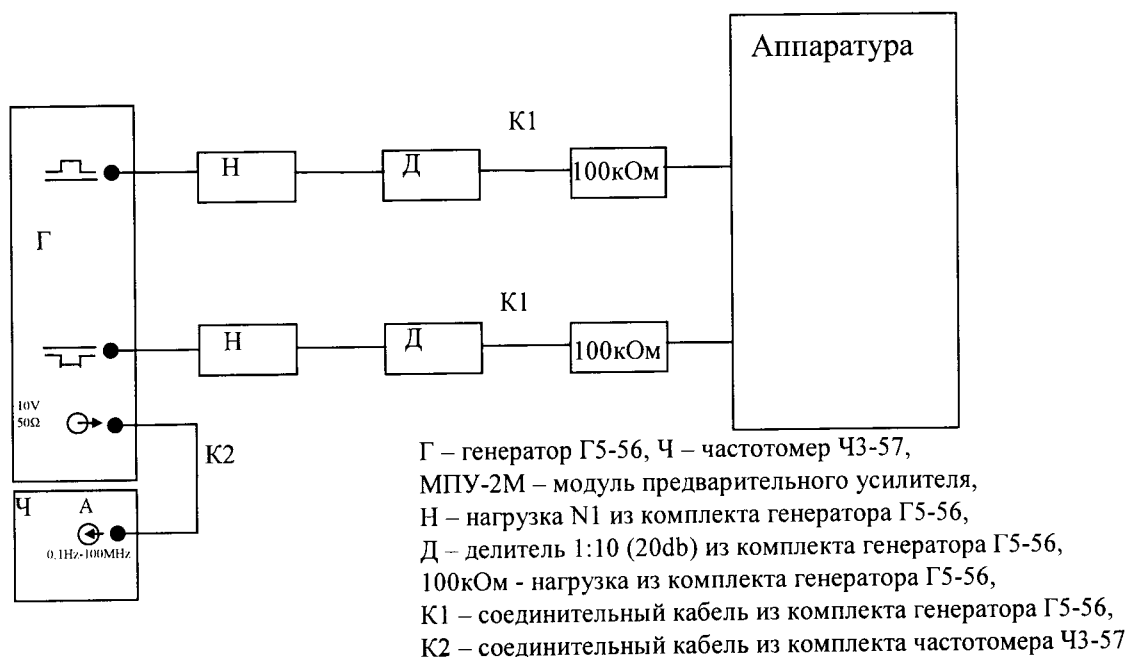 Аппаратура
К1
Н
Д
100кОм
Г
К1
Н
Д
100кОм
10V
50Ω
К2
Ч
А
0,1Hz-100MHz
Г – генератор Г5-56, Ч – частотомер Ч3-57,
МПУ-2М – модуль предварительного усилителя,
Н – нагрузка N1 из комплекта генератора Г5-56,
Д – делитель 1:10 (20db) из комплекта генератора Г5-56,
100кОм - нагрузка из комплекта генератора Г5-56,
К1 – соединительный кабель из комплекта генератора Г5-56,
К2 – соединительный кабель из комплекта частотомера Ч3-57